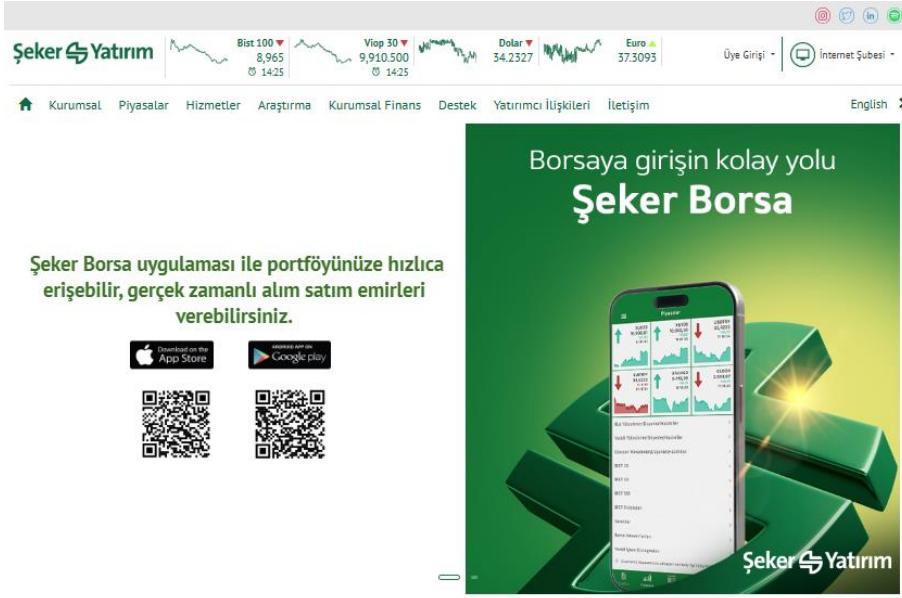 Şeker Yatırım
Bist 100
8,965
14:25
Viop 30
9,910.500
14:25
Dolar
34.2327
Euro
37.3093
Üye Girişi
İnternet Şubesi
Kurumsal Piyasalar Hizmetler Araştırma Kurumsal Finans Destek Yatırımcı İlişkileri İletişim English
Borsaya girişin kolay yolu
Şeker Borsa
Şeker Borsa uygulaması ile portföyünüze hızlıca
erişebilir, gerçek zamanlı alım satım emirleri
verebilirsiniz.
Download on the
App Store
ANDROID APP ON
Google play
Piyasalar
BIST 100
Şeker Yatırım